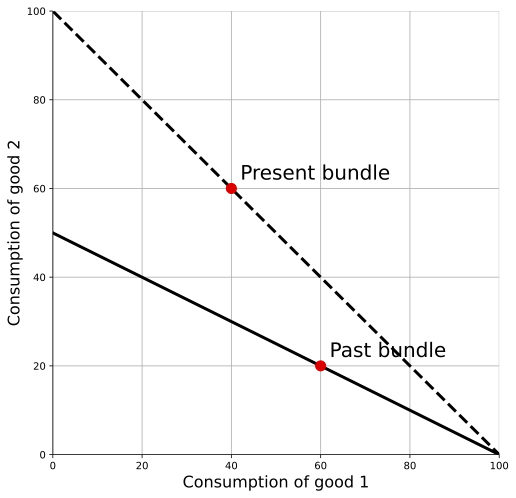 100
80
60
40
20
0
Consumption of good 2
Present bundle
Past bundle
0 20 40 60 80 100
Consumption of good 1